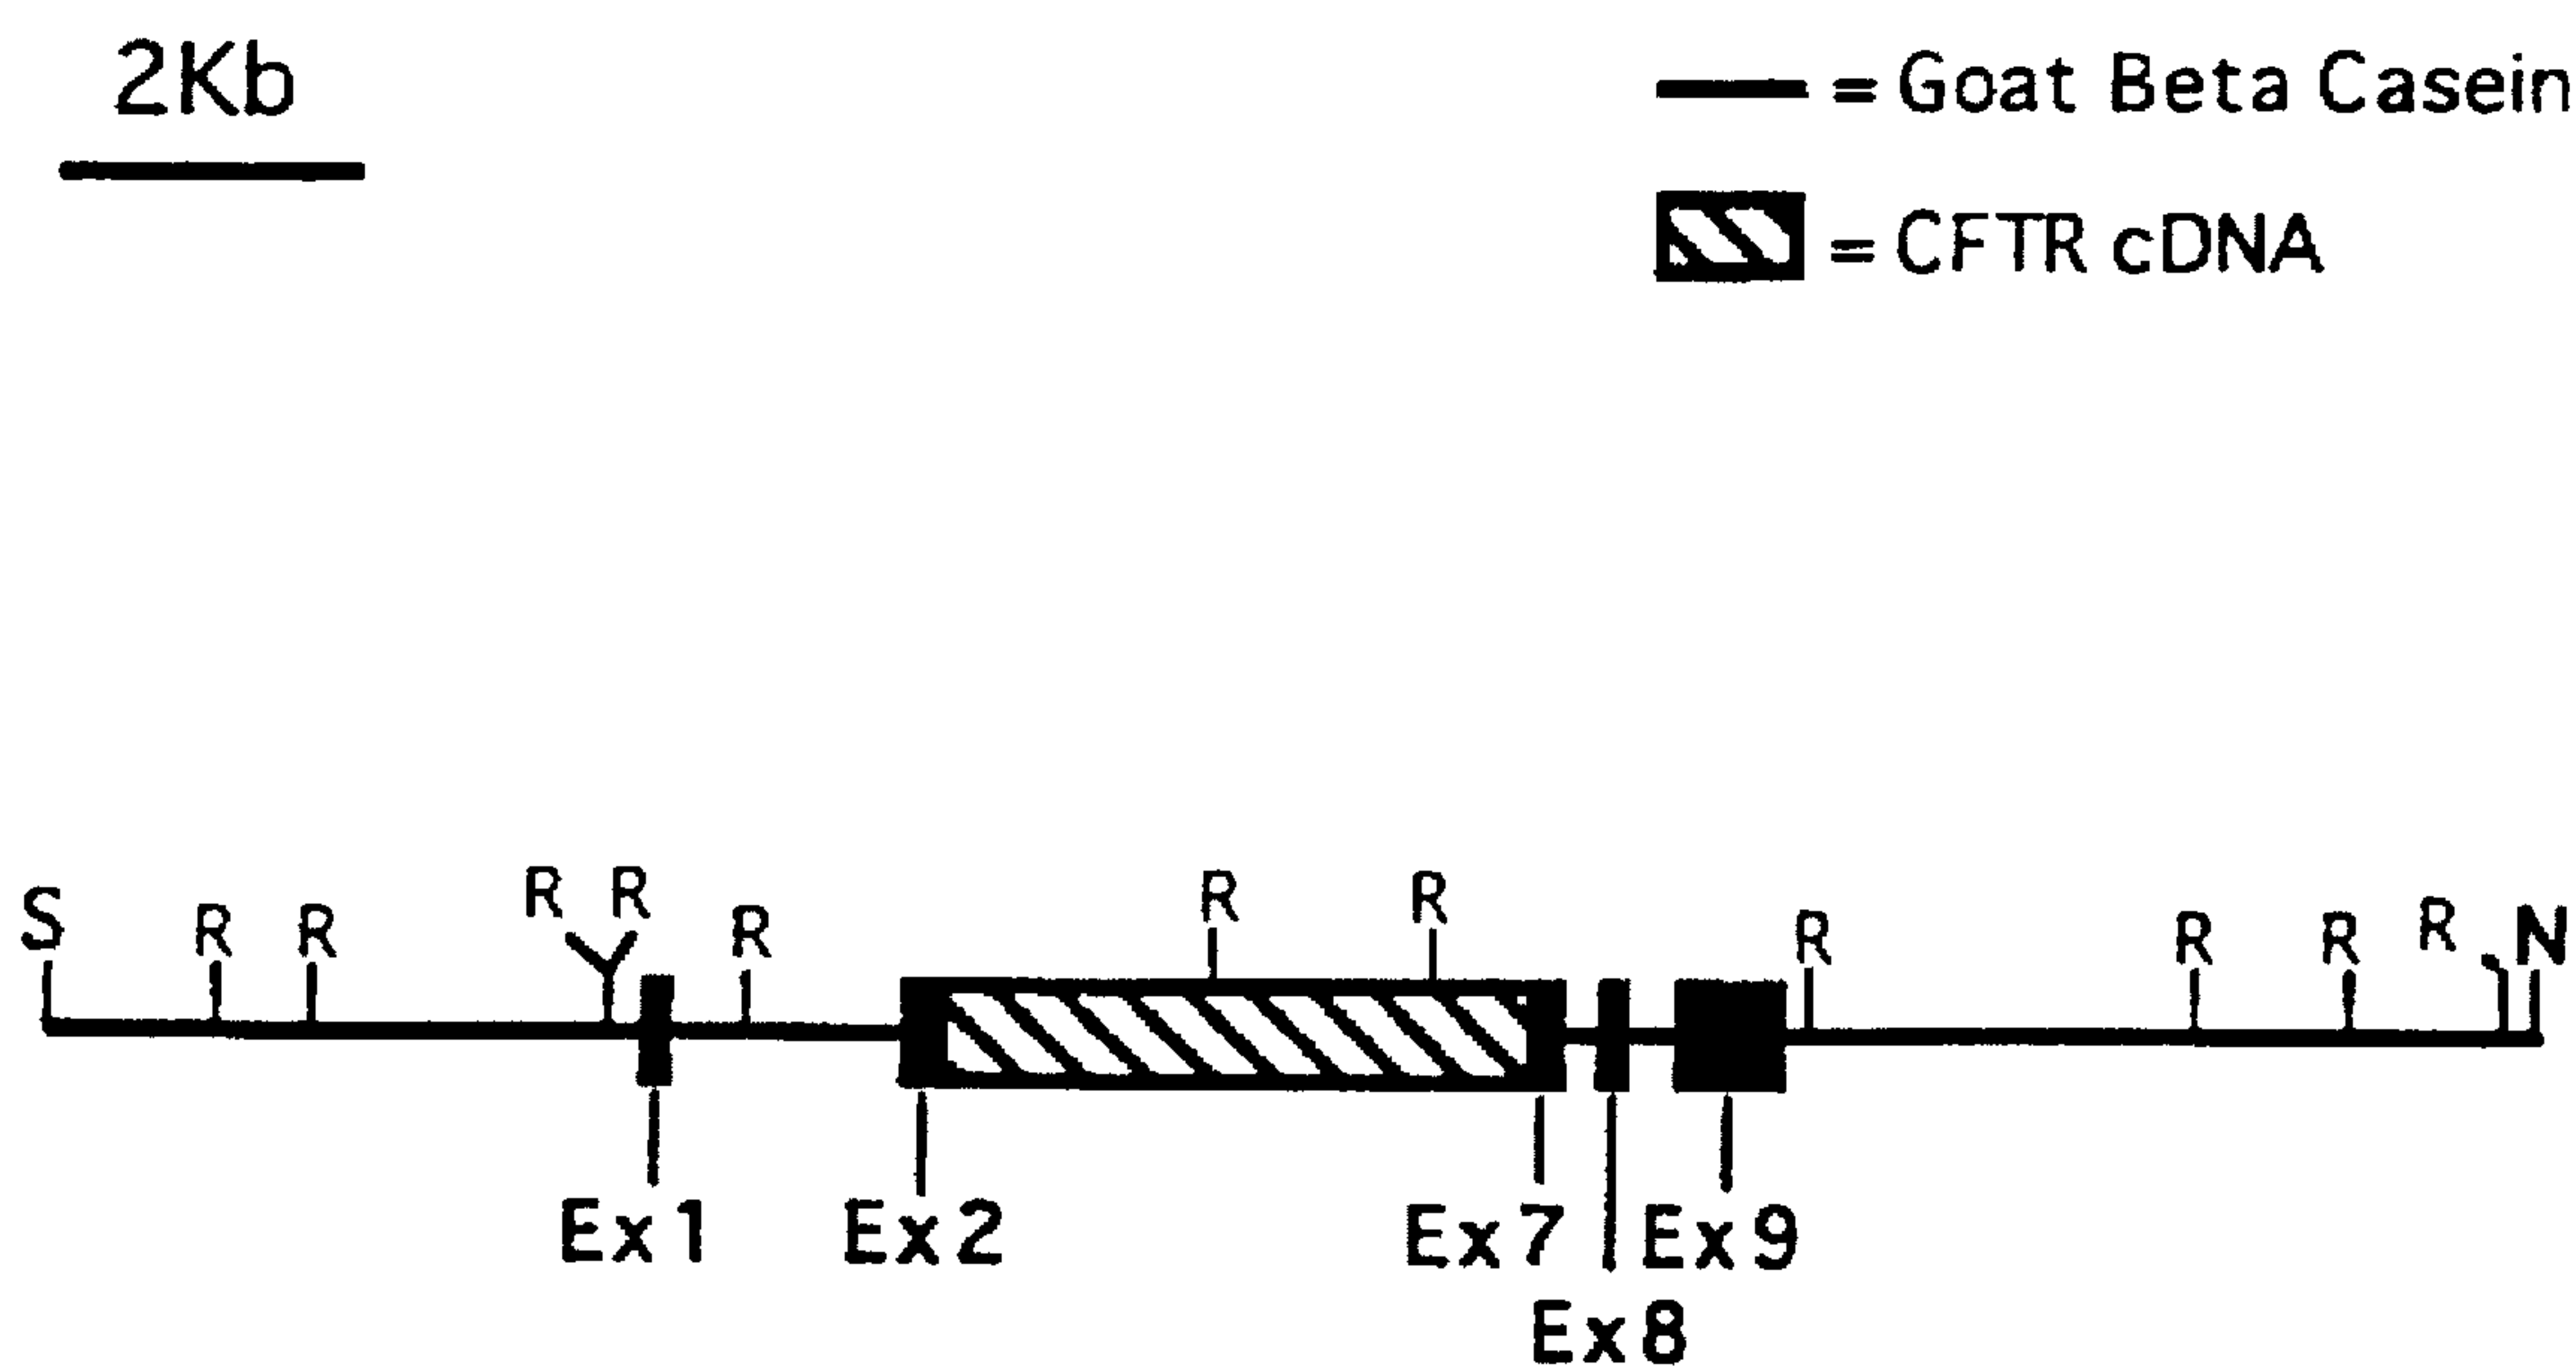 2Kb
= Goat Beta Casein
= CFTR cDNA
S R R R R R R R R R R R N
Ex1 Ex2 Ex7 Ex9
Ex8